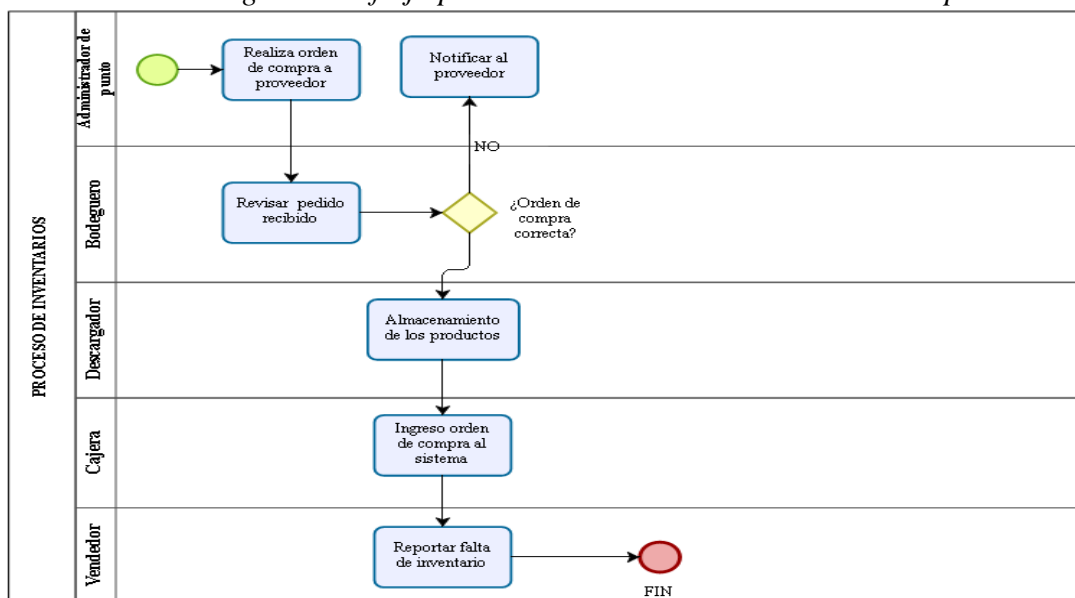 PROCESO DE INVENTARIOS
Administrador de
punto
Realiza orden
de compra a
proveedor
Notificar al
proveedor
NO
Bodeguero
Revisar pedido
recibido
¿Orden de
compra
correcta?
Descargador
Almacenamiento
de los productos
Cajera
Ingreso orden
de compra al
sistema
Vendedor
Reportar falta
de inventario
FIN